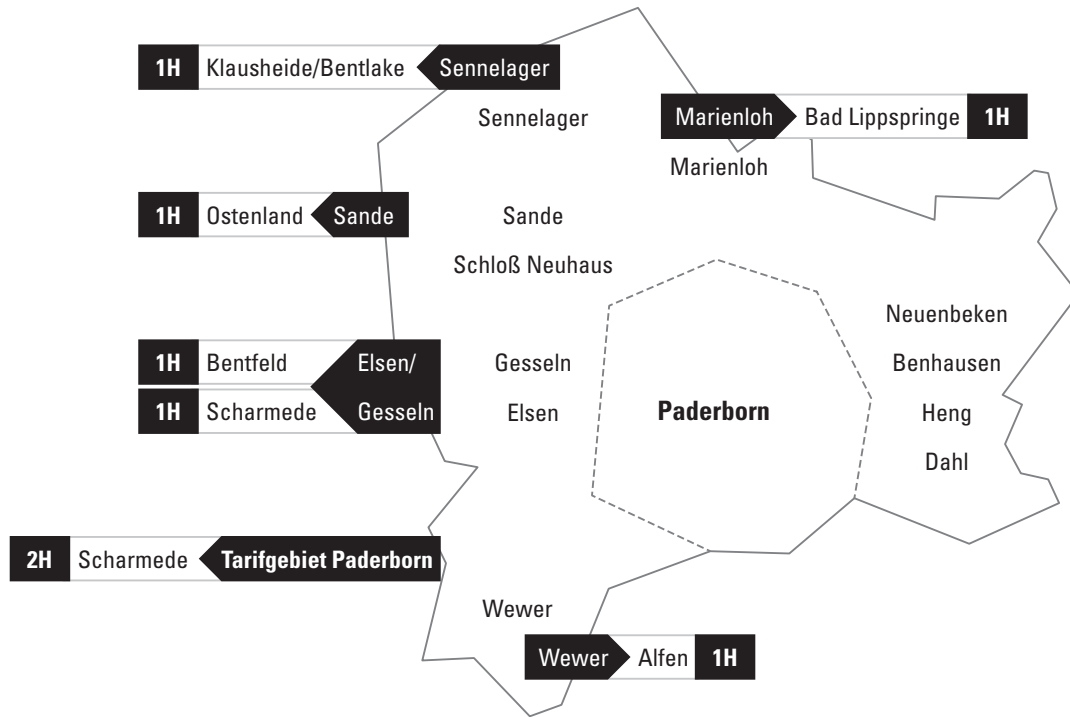 1H Klausheide/Bentlake Sennelager
Sennelager
Marienloh Bad Lippspringe 1H
Marienloh
1H Ostenland Sande
Sande
Schloß Neuhaus
Neuenbeken
1H Bentfeld Elsen/
1H Scharmede Gesseln
Gesseln
Elsen
Paderborn
Benhausen
Heng
Dahl
2H Scharmede Tarifgebiet Paderborn
Wewer
Wewer Alfen 1H